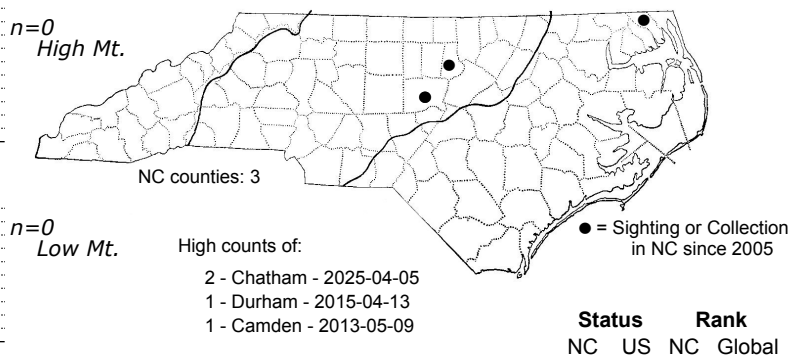 n=0
High Mt.
NC counties: 3
n=0
Low Mt.
High counts of:
2 - Chatham - 2025-04-05
1 - Durham - 2015-04-13
1 - Camden - 2013-05-09
● = Sighting or Collection
in NC since 2005
Status Rank
NC US NC Global